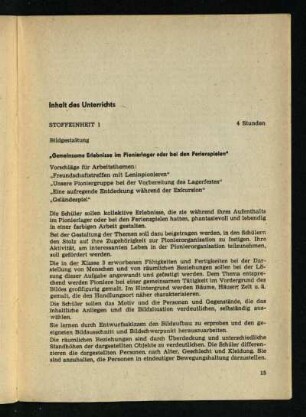 Inhalt des Unterrichts
STOFFEINHEIT 1 4 Stunden
Bildgestaltung
„Gemeinsame Erlebnisse im Pionierlager oder bei den Ferienspielen“
Vorschläge für Arbeitsthemen:
„Freundschaftstreffen mit Leninpionieren“
„Unsere Pioniergruppe bei der Vorbereitung des Lagerfestes“
„Eine aufregende Entdeckung während der Exkursion“
„Geländespiel“
Die Schüler sollen kollektive Erlebnisse, die sie während ihres Aufenthalts
im Pionierlager oder bei den Ferienspielen hatten, phantasievoll und lebendig
in einer farbigen Arbeit gestalten.
Bei der Gestaltung der Themen soll dazu beigetragen werden, in den Schülern
den Stolz auf ihre Zugehörigkeit zur Pionierorganisation zu festigen. Ihre
Aktivität, am interessanten Leben in der Pionierorganisation teilzunehmen,
soll gefördert werden.
Die in der Klasse 3 erworbenen Fähigkeiten und Fertigkeiten bei der Dar-
stellung von Menschen und von räumlichen Beziehungen sollen bei der Lö-
sung dieser Aufgabe angewandt und gefestigt werden. Dem Thema entspre-
chend werden Pioniere bei einer gemeinsamen Tätigkeit im Vordergrund des
Bildes großfigurig gestaltet. Im Hintergrund werden Bäume, Häuser, Zelt u. ä.
gemalt, die den Handlungsort näher charakterisieren.
Die Schüler sollen das Motiv und die Personen und Gegenstände, die das
inhaltliche Anliegen und die Bildsituation verdeutlichen, selbständig aus-
wählen.
Sie lernen durch Entwurfsskizzen den Bildaufbau zu erproben und den ge-
eigneten Bildausschnitt und Bildschwerpunkt herauszuarbeiten.
Die räumlichen Beziehungen sind durch Überdeckung und unterschiedliche
Standhöhen der dargestellten Objekte zu verdeutlichen. Die Schüler differen-
zieren die dargestellten Personen nach Alter, Geschlecht und Kleidung. Sie
sind anzuhalten, die Personen in eindeutiger Bewegungshaltung darzustellen.
15